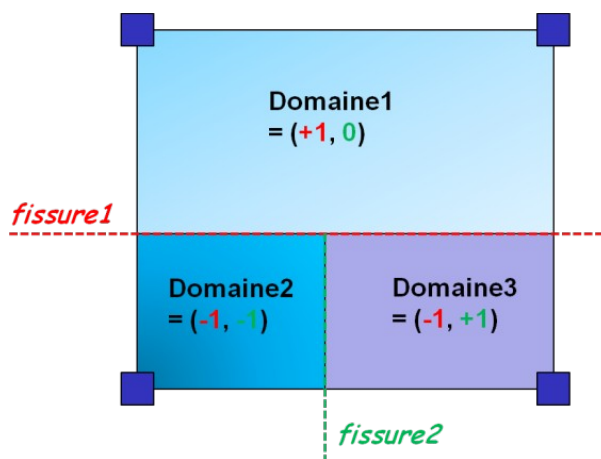 Domaine1
= (+1, 0)
fissure1
Domaine2
= (-1, -1)
Domaine3
= (-1, +1)
fissure2